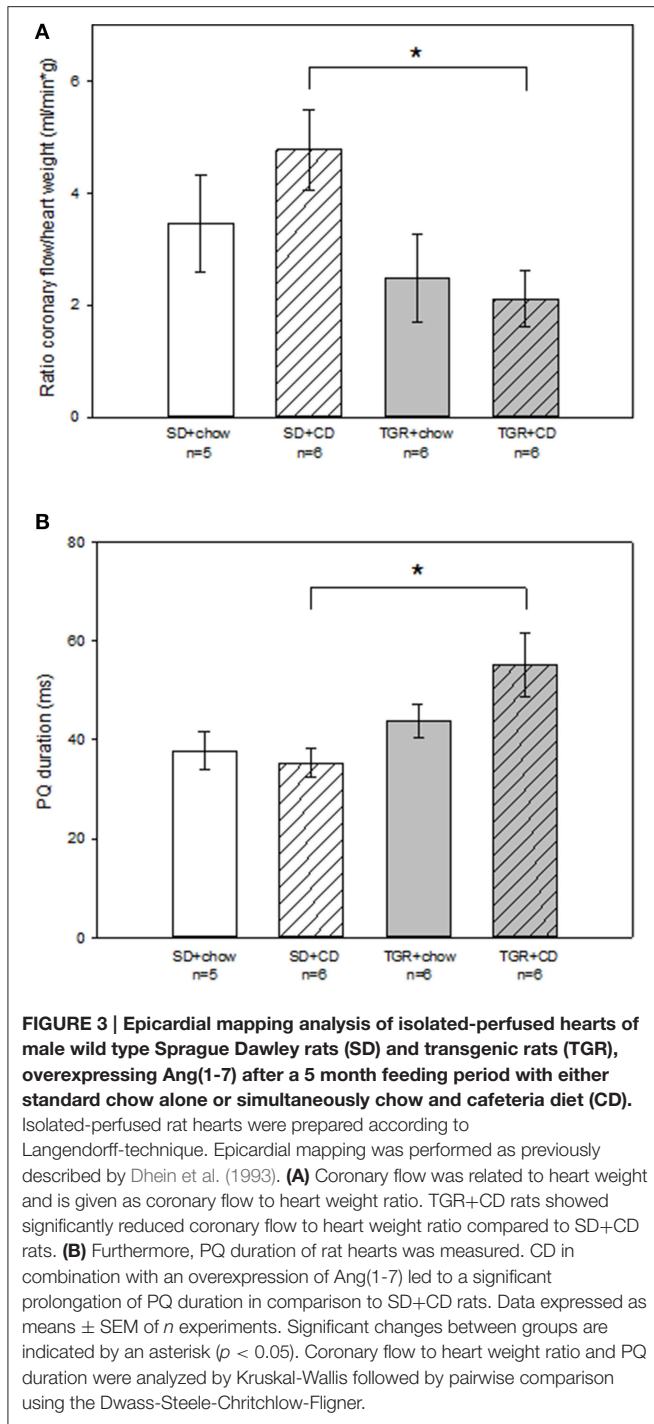 A
Ratio coronary flow/heart weight (ml/min*g)
6
4
2
0
*
SD+chow SD+CD TGR+chow TGR+CD
n=5 n=6 n=6 n=6
B
PQ duration (ms)
80
60
40
20
0
*
SD+chow SD+CD TGR+chow TGR+CD
n=5 n=6 n=6 n=6
FIGURE 3 | Epicardial mapping analysis of isolated-perfused hearts of
male wild type Sprague Dawley rats (SD) and transgenic rats (TGR),
overexpressing Ang(1-7) after a 5 month feeding period with either
standard chow alone or simultaneously chow and cafeteria diet (CD).
Isolated-perfused rat hearts were prepared according to
Langendorff-technique. Epicardial mapping was performed as previously
described by Dhein et al. (1993). (A) Coronary flow was related to heart weight
and is given as coronary flow to heart weight ratio. TGR+CD rats showed
significantly reduced coronary flow to heart weight ratio compared to SD+CD
rats. (B) Furthermore, PQ duration of rat hearts was measured. CD in
combination with an overexpression of Ang(1-7) led to a significant
prolongation of PQ duration in comparison to SD+CD rats. Data expressed as
means ± SEM of n experiments. Significant changes between groups are
indicated by an asterisk (p < 0.05). Coronary flow to heart weight ratio and PQ
duration were analyzed by Kruskal-Wallis followed by pairwise comparison
using the Dwass-Steele-Chritchlow-Fligner.